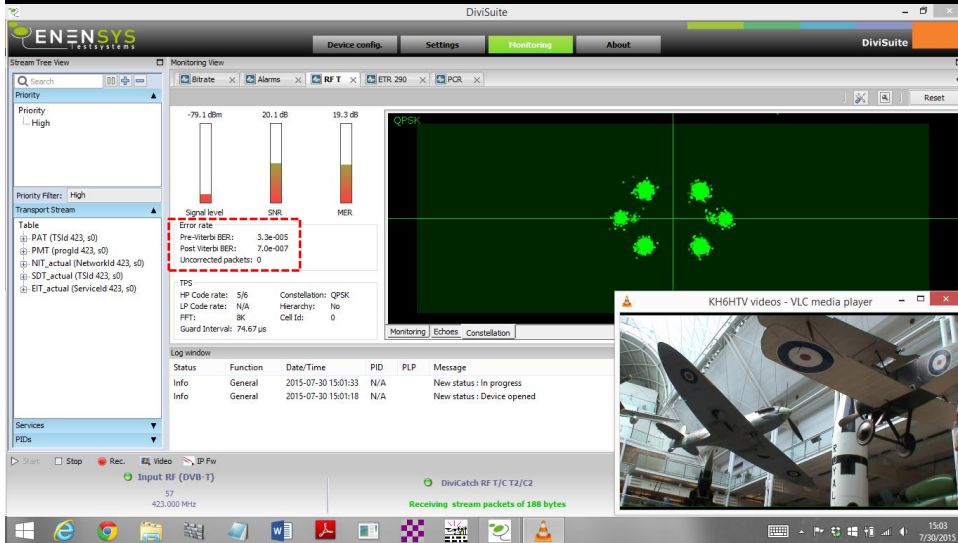 DiviSuite
ENENSYS
Testsystems
Device config.
Settings
Monitoring
About
DiviSuite
Stream Tree View
Monitoring View
Search
Bitrate
Alarms
RF T
ETR 290
PCR
Priority
Reset
Priority
High
-79.1 dBm
20.1 dB
19.3 dB
QPSK
Priority Filter: High
Signal level
SNR
MER
Transport Stream
Table
PAT (TSId 423, s0)
PMT (progId 423, s0)
NIT_actual (NetworkId 423, s0)
SDT_actual (TSId 423, s0)
EIT_actual (ServiceId 423, s0)
Error rate
Pre-Viterbi BER: 3.3e-005
Post Viterbi BER: 7.0e-007
Uncorrected packets: 0
TPS
HP Code rate: 5/6 Constellation: QPSK
LP Code rate: N/A Hierarchy: No
FFT: 8K Cell Id: 0
Guard Interval: 74.67 µs
Monitoring
Echoes
Constellation
KH6HTV videos - VLC media player
Log window
Status Function Date/Time PID PLP Message
Info General 2015-07-30 15:01:33 N/A New status : In progress
Info General 2015-07-30 15:01:18 N/A New status : Device opened
Services
PIDs
Start
Stop
Rec.
Video
IP Fw
Input RF (DVB-T)
57
423.000 MHz
DiviCatch RF T/C T2/C2
Receiving stream packets of 188 bytes
ROYAL
15:03
7/30/2015